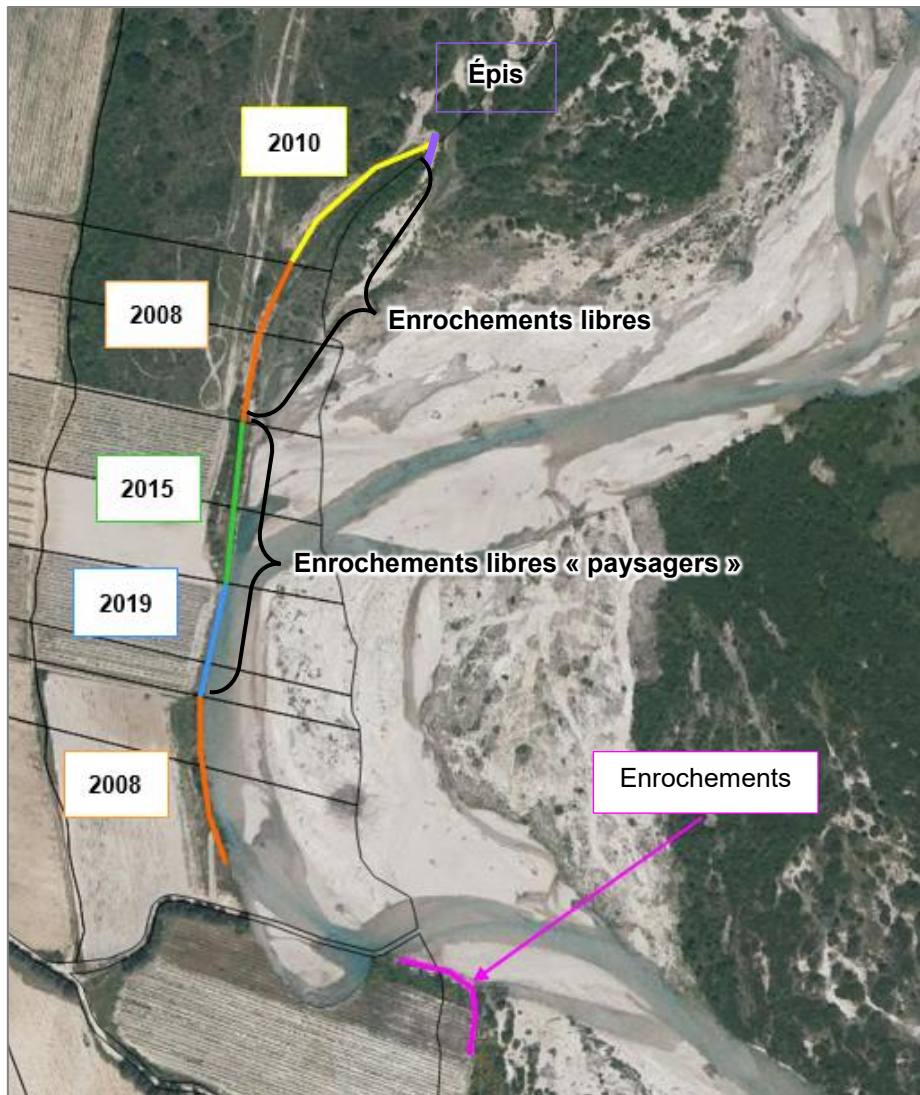 Épis
2010
2008
Enrochements libres
2015
Enrochements libres « paysagers »
2019
Enrochements
2008